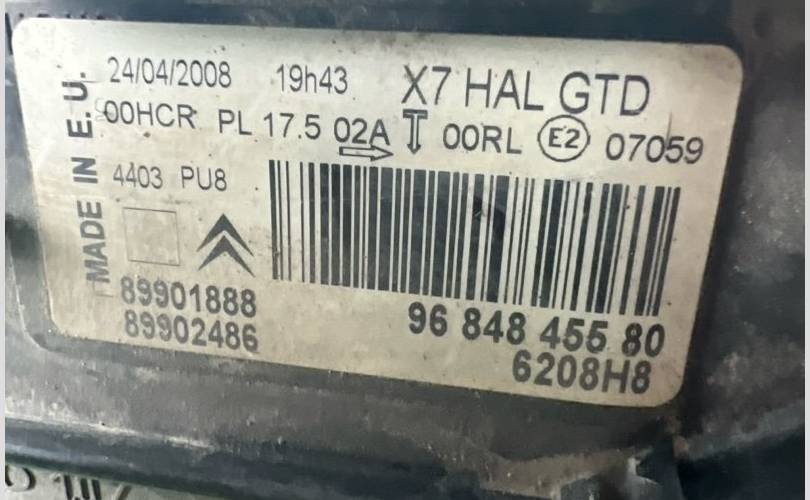 24/04/2008 19h43 X7 HAL GTD
00HCR PL 17.5 02A 00RL E2 07059
4403 PU8
MADE IN E.U.
89901888
89902486
96 848 455 80
6208H8